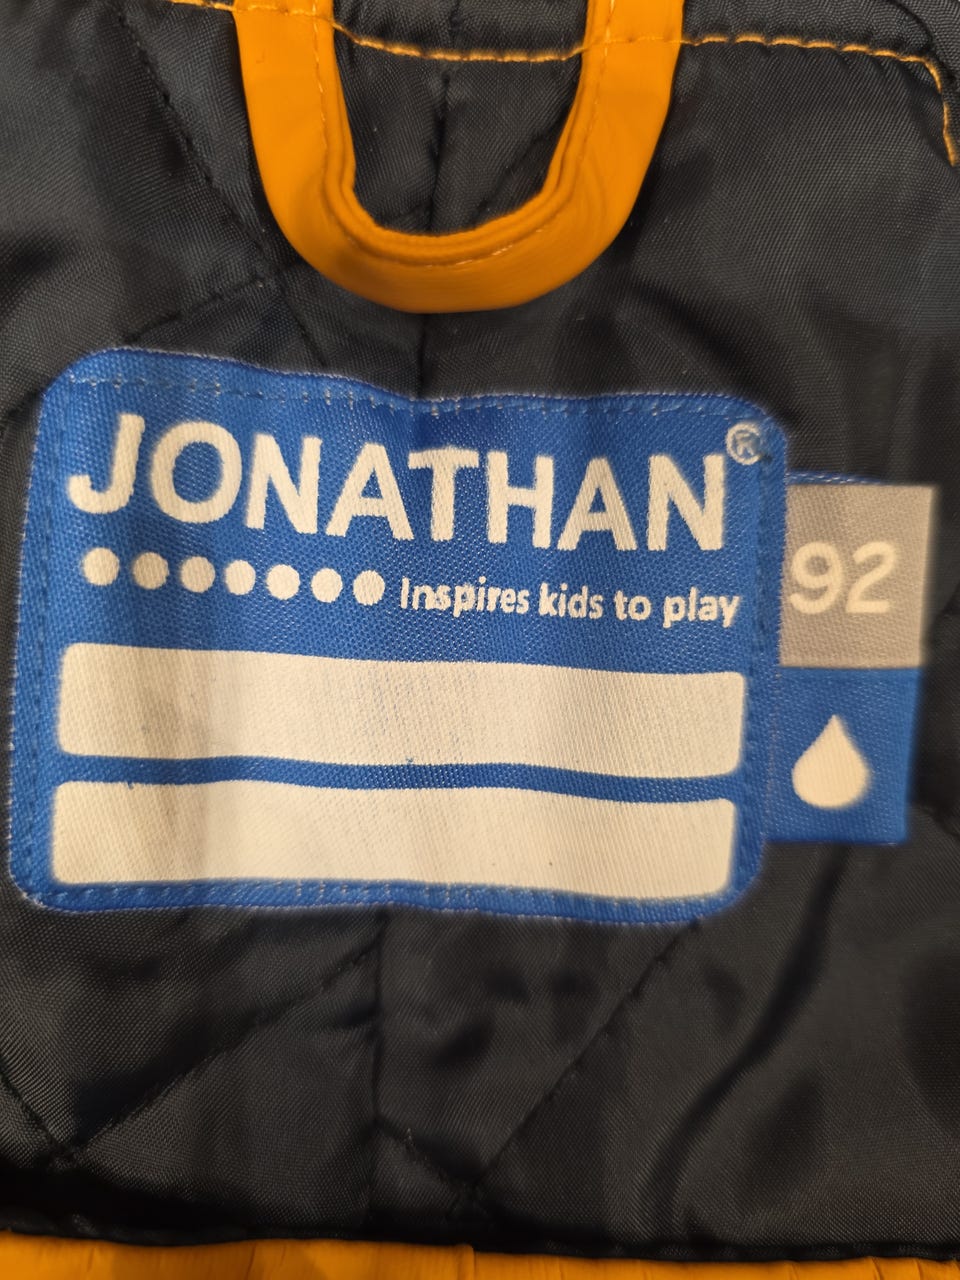 JONATHAN®
Inspires kids to play
92